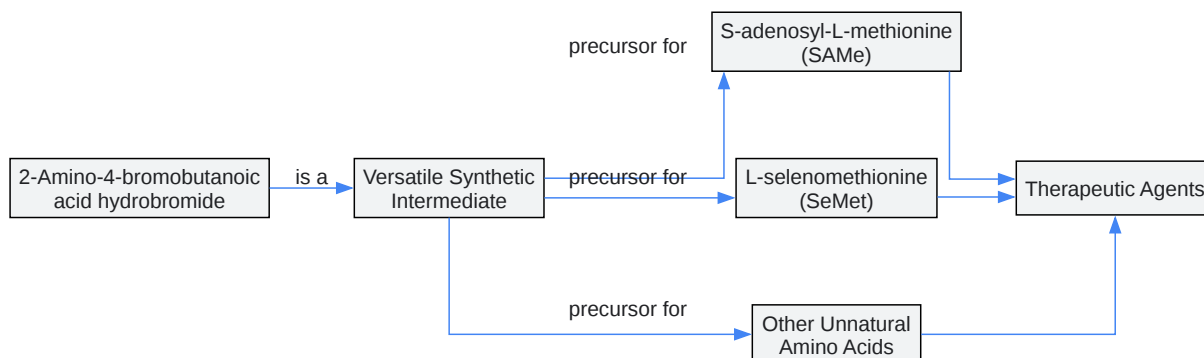 2-Amino-4-bromobutanoic
acid hydrobromide
is a
Versatile Synthetic
Intermediate
precursor for
S-adenosyl-L-methionine
(SAMe)
precursor for
L-selenomethionine
(SeMet)
precursor for
Other Unnatural
Amino Acids
Therapeutic Agents